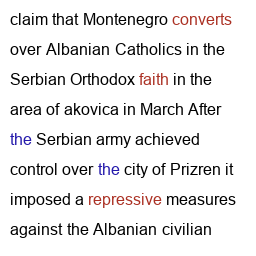 claim that Montenegro converts
over Albanian Catholics in the
Serbian Orthodox faith in the
area of akovica in March After
the Serbian army achieved
control over the city of Prizren it
imposed a repressive measures
against the Albanian civilian